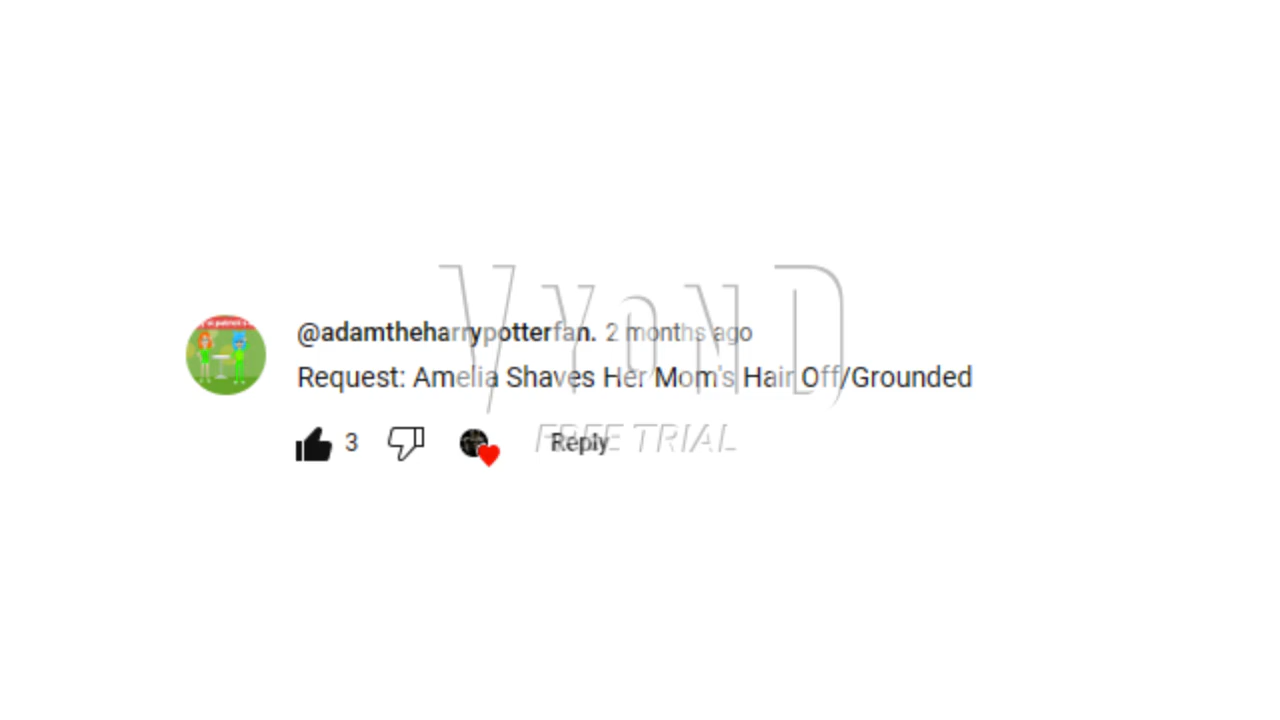 @adamtheharrypotterfan. 2 months ago
Request: Amelia Shaves Her Mom's Hair Off/Grounded
3 Reply
VYOND
FREE TRIAL